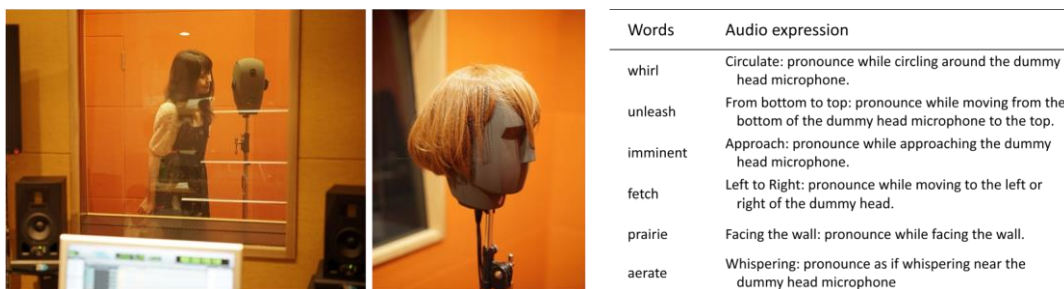 Words Audio expression
whirl Circulate: pronounce while circling around the dummy
head microphone.
unleash From bottom to top: pronounce while moving from the
bottom of the dummy head microphone to the top.
imminent Approach: pronounce while approaching the dummy
head microphone.
fetch Left to Right: pronounce while moving to the left or
right of the dummy head.
prairie Facing the wall: pronounce while facing the wall.
aerate Whispering: pronounce as if whispering near the
dummy head microphone